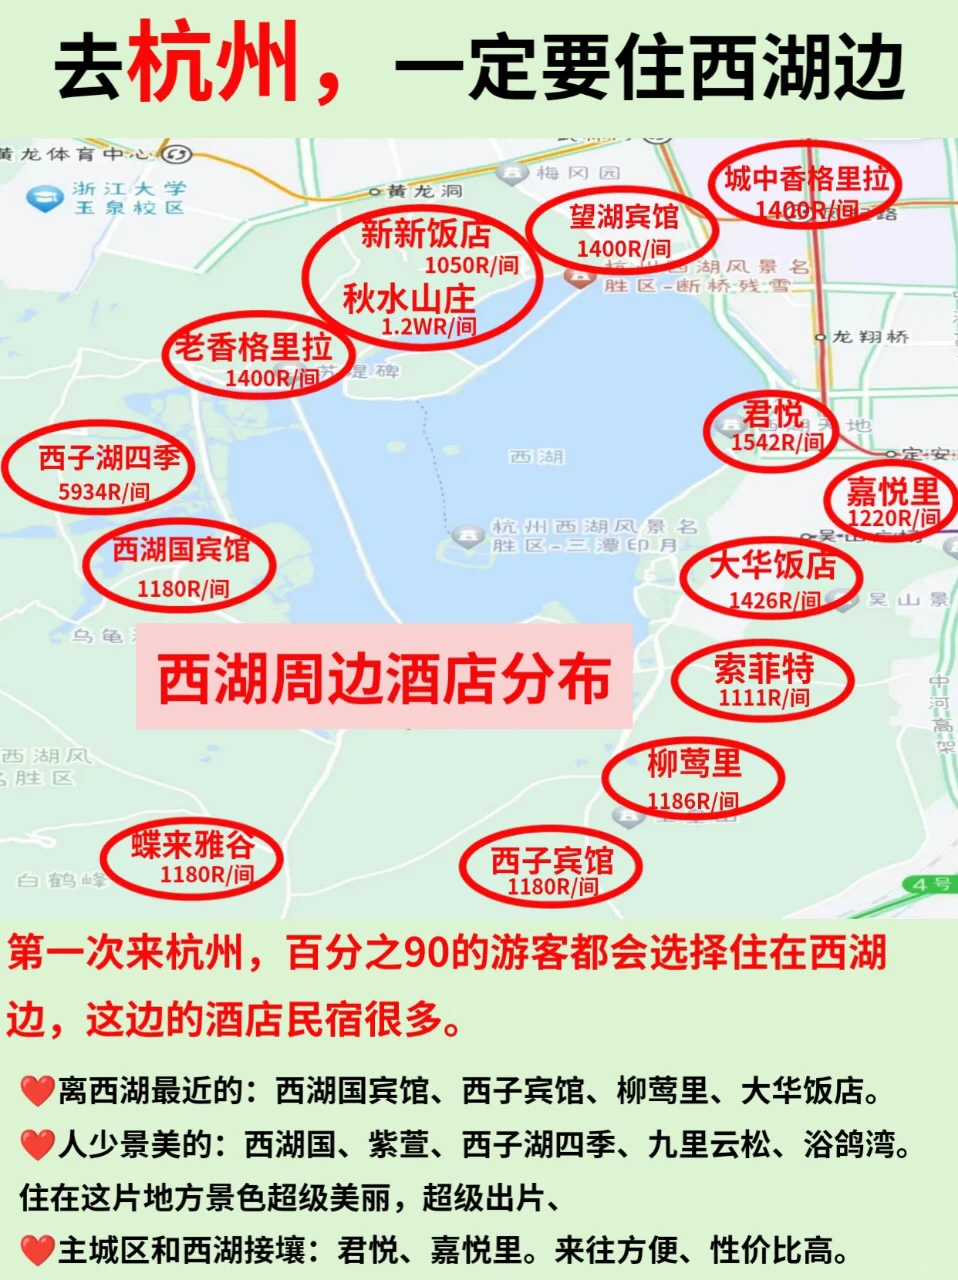 去杭州，一定要住西湖边
黄龙体育中心
浙江大学
玉泉校区
黄龙洞
梅冈园
城中香格里拉
1400R/间
望湖宾馆
1400R/间
新新饭店
1050R/间
秋水山庄
1.2WR/间
杭州西湖风景名
胜区-断桥残雪
老香格里拉
1400R/间
苏堤碑
龙翔桥
君悦
1542R/间
西湖天地
定安
西子湖四季
5934R/间
西湖
嘉悦里
1220R/间
杭州西湖风景名
胜区-三潭印月
西湖国宾馆
1180R/间
大华饭店
1426R/间
吴山景
乌龟
西湖周边酒店分布
索菲特
1111R/间
中河高架
柳莺里
1186R/间
西湖风
名胜区
蝶来雅谷
1180R/间
西子宾馆
1180R/间
白鹤峰
4号
第一次来杭州，百分之90的游客都会选择住在西湖
边，这边的酒店民宿很多。
❤️离西湖最近的：西湖国宾馆、西子宾馆、柳莺里、大华饭店。
❤️人少景美的：西湖国、紫萱、西子湖四季、九里云松、浴鸽湾。
住在这片地方景色超级美丽，超级出片、
❤️主城区和西湖接壤：君悦、嘉悦里。来往方便、性价比高。